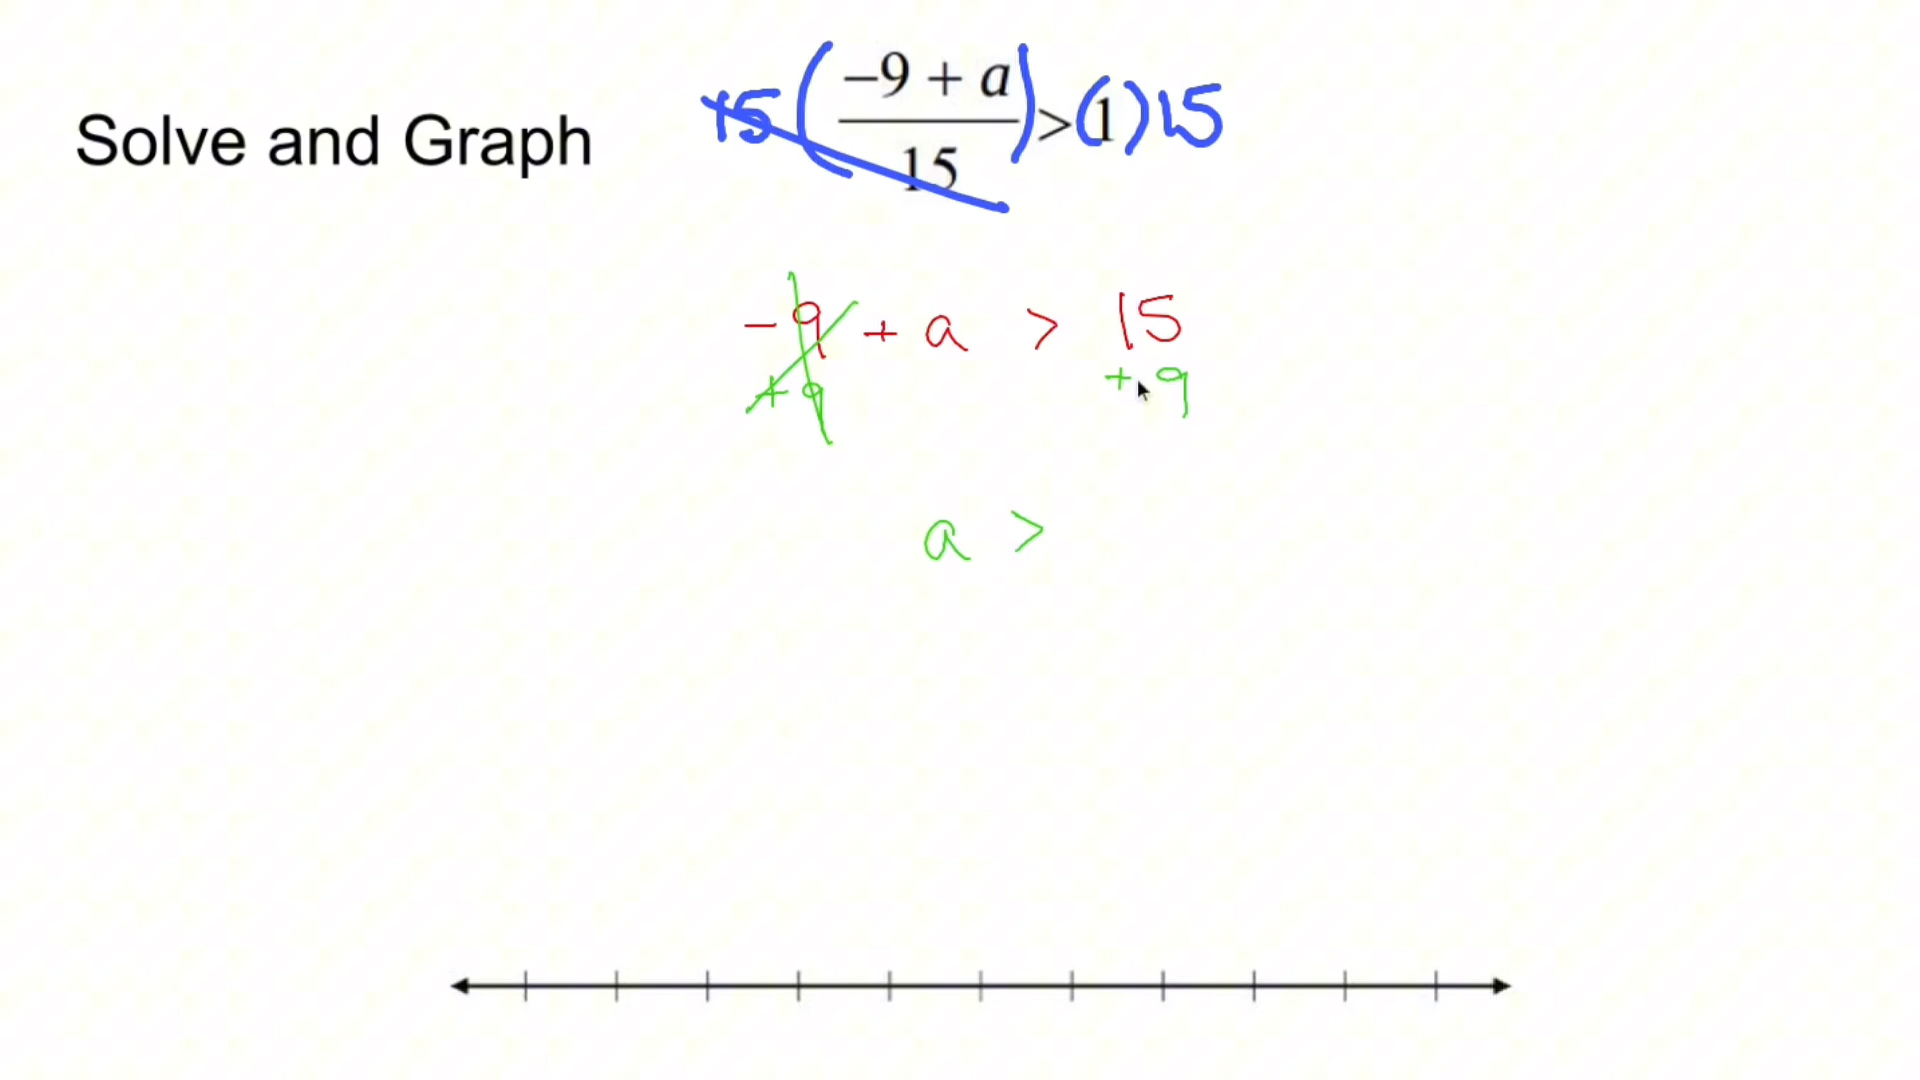 Solve and Graph
15 ( (-9 + a) / 15 ) > (1) 15
-9 + a > 15
+9 +9
a >